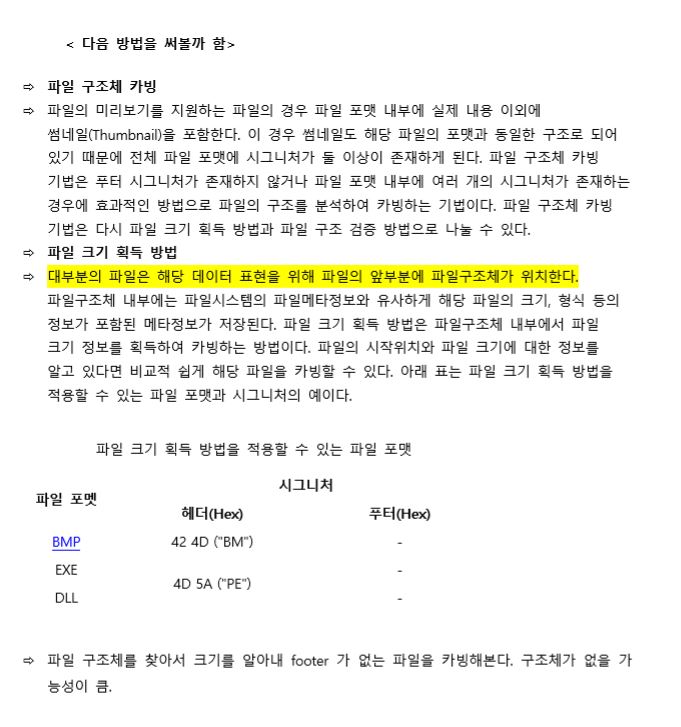 < 다음 방법을 써볼까 함>
⇨ 파일 구조체 카빙
⇨ 파일의 미리보기를 지원하는 파일의 경우 파일 포맷 내부에 실제 내용 이외에
썸네일(Thumbnail)을 포함한다. 이 경우 썸네일도 해당 파일의 포맷과 동일한 구조로 되어
있기 때문에 전체 파일 포맷에 시그니처가 둘 이상이 존재하게 된다. 파일 구조체 카빙
기법은 푸터 시그니처가 존재하지 않거나 파일 포맷 내부에 여러 개의 시그니처가 존재하는
경우에 효과적인 방법으로 파일의 구조를 분석하여 카빙하는 기법이다. 파일 구조체 카빙
기법은 다시 파일 크기 획득 방법과 파일 구조 검증 방법으로 나눌 수 있다.
⇨ 파일 크기 획득 방법
⇨ 대부분의 파일은 해당 데이터 표현을 위해 파일의 앞부분에 파일구조체가 위치한다.
파일구조체 내부에는 파일시스템의 파일메타정보와 유사하게 해당 파일의 크기, 형식 등의
정보가 포함된 메타정보가 저장된다. 파일 크기 획득 방법은 파일구조체 내부에서 파일
크기 정보를 획득하여 카빙하는 방법이다. 파일의 시작위치와 파일 크기에 대한 정보를
알고 있다면 비교적 쉽게 해당 파일을 카빙할 수 있다. 아래 표는 파일 크기 획득 방법을
적용할 수 있는 파일 포맷과 시그니처의 예이다.
파일 크기 획득 방법을 적용할 수 있는 파일 포맷
파일 포멧 시그니처
헤더(Hex) 푸터(Hex)
BMP 42 4D ("BM") -
EXE 4D 5A ("PE") -
DLL -
⇨ 파일 구조체를 찾아서 크기를 알아내 footer 가 없는 파일을 카빙해본다. 구조체가 없을 가
능성이 큼.